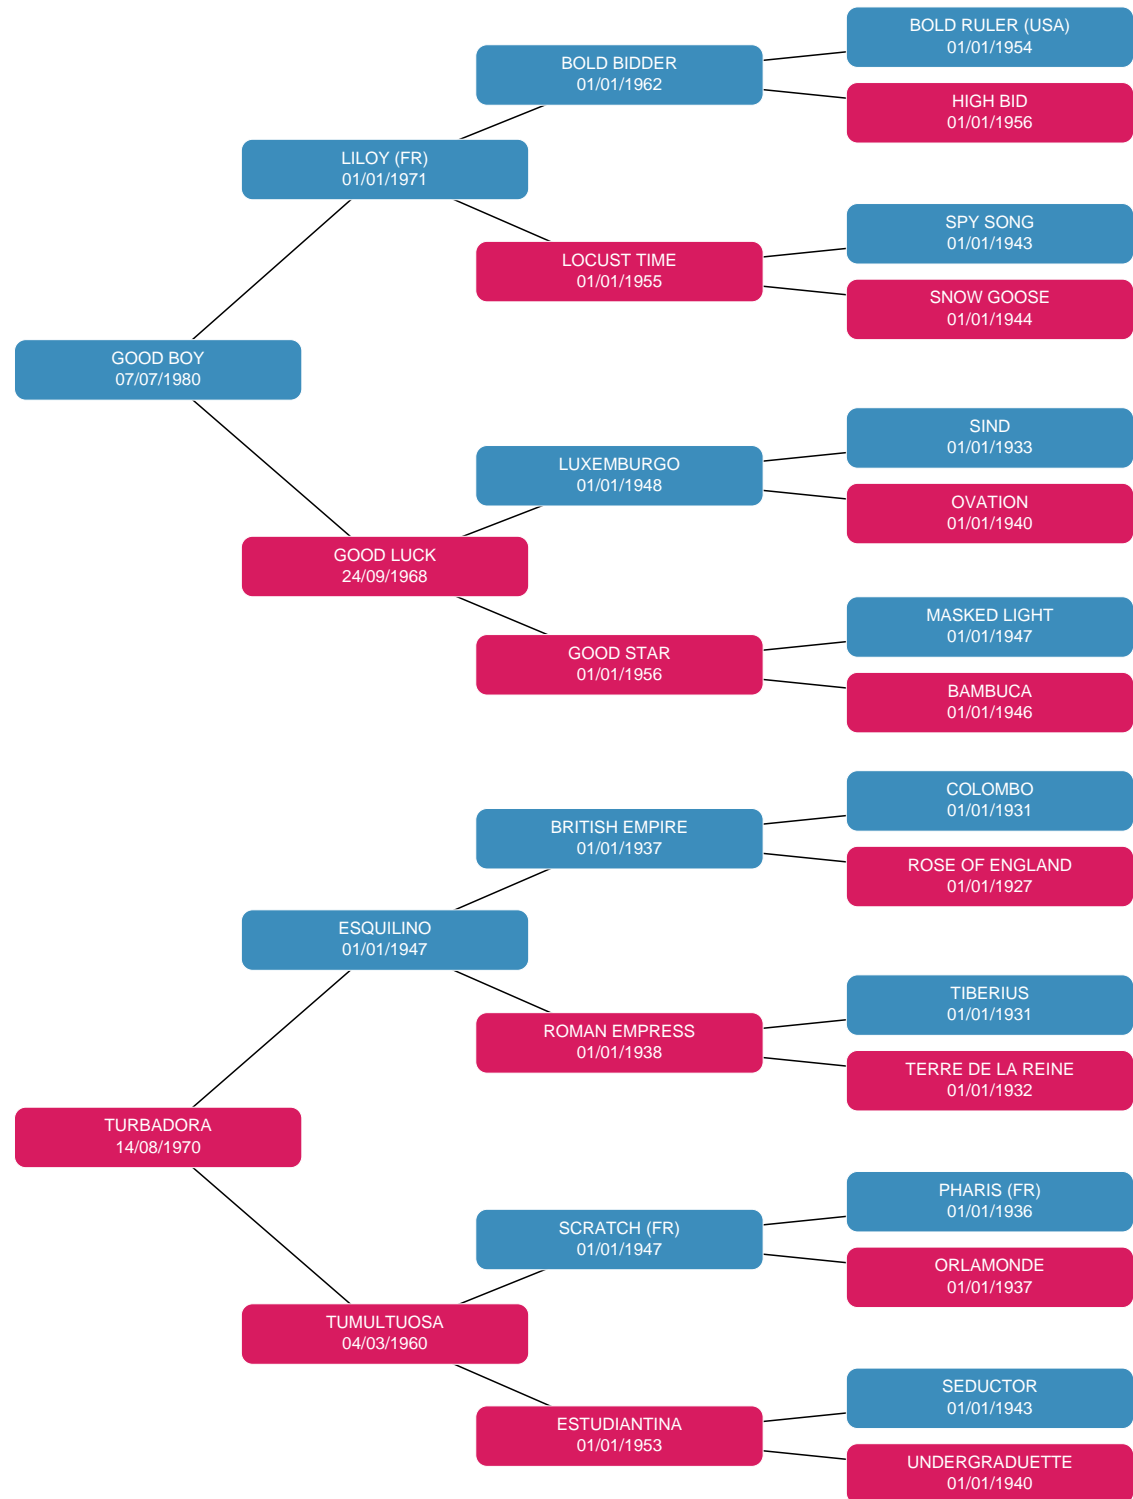 BOLD RULER (USA)
01/01/1954
BOLD BIDDER
01/01/1962
HIGH BID
01/01/1956
LILOY (FR)
01/01/1971
SPY SONG
01/01/1943
LOCUST TIME
01/01/1955
SNOW GOOSE
01/01/1944
GOOD BOY
07/07/1980
SIND
01/01/1933
LUXEMBURGO
01/01/1948
OVATION
01/01/1940
GOOD LUCK
24/09/1968
MASKED LIGHT
01/01/1947
GOOD STAR
01/01/1956
BAMBUCA
01/01/1946
COLOMBO
01/01/1931
BRITISH EMPIRE
01/01/1937
ROSE OF ENGLAND
01/01/1927
ESQUILINO
01/01/1947
TIBERIUS
01/01/1931
ROMAN EMPRESS
01/01/1938
TERRE DE LA REINE
01/01/1932
TURBADORA
14/08/1970
PHARIS (FR)
01/01/1936
SCRATCH (FR)
01/01/1947
ORLAMONDE
01/01/1937
TUMULTUOSA
04/03/1960
SEDUCTOR
01/01/1943
ESTUDIANTINA
01/01/1953
UNDERGRADUETTE
01/01/1940